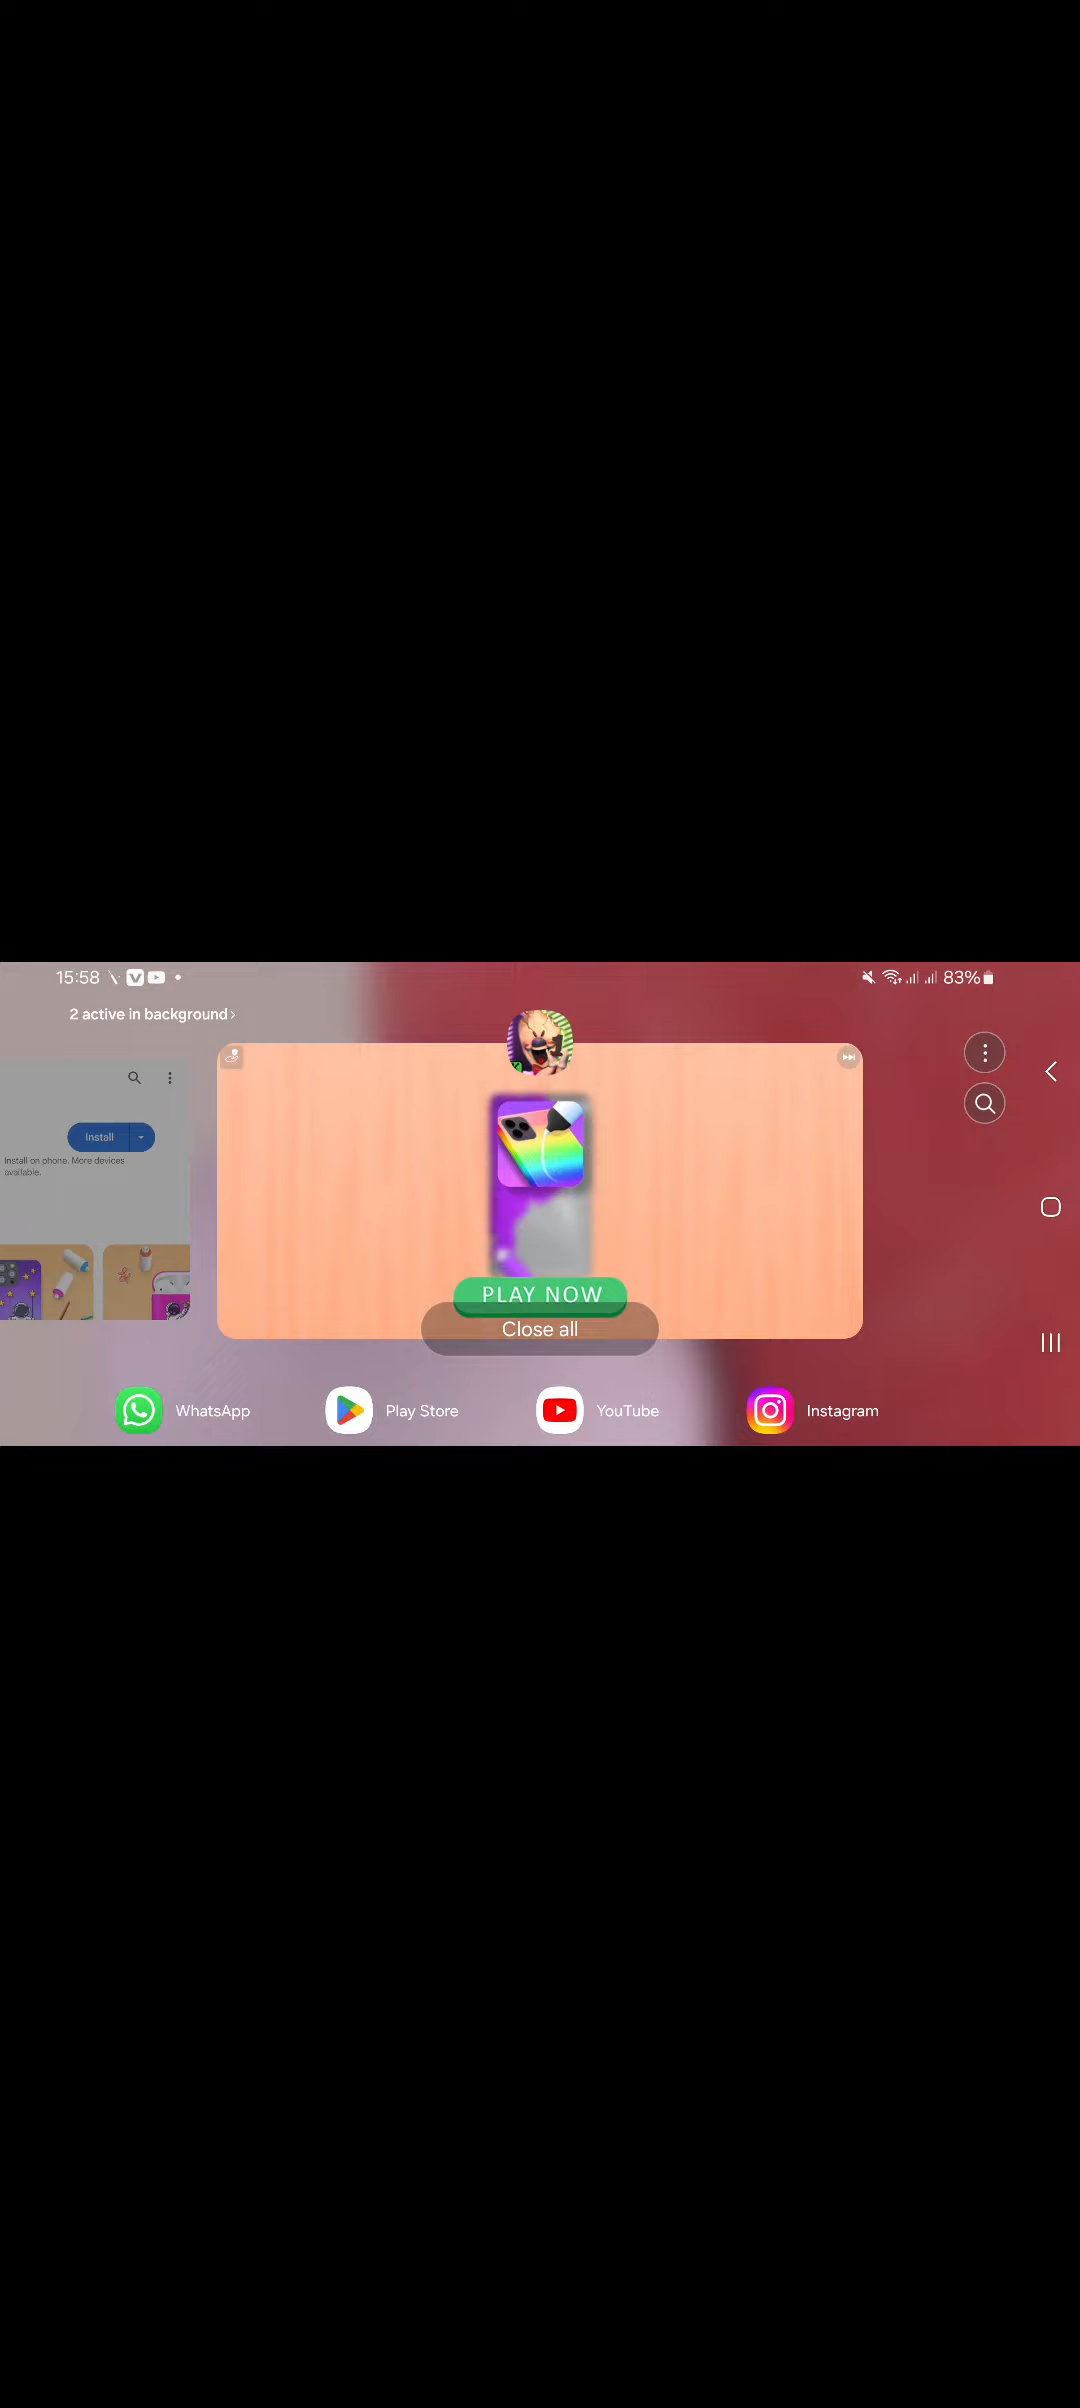 15:58
83%
2 active in background
Install
Install on phone. More devices
available.
PLAY NOW
Close all
WhatsApp
Play Store
YouTube
Instagram